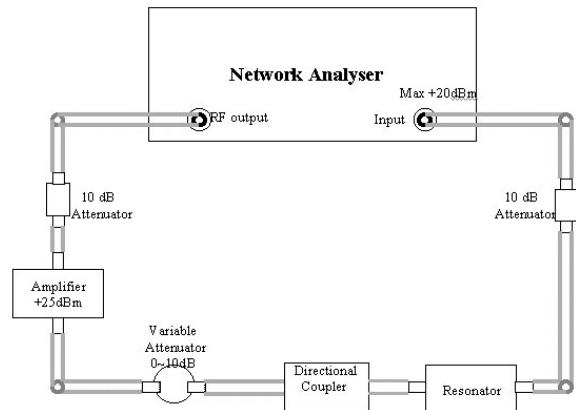 Network Analyser
Max +20dBm
RF output
Input
10 dB
Attenuator
10 dB
Attenuator
Amplifier
+25dBm
Variable
Attenuator
0~10dB
Directional
Coupler
Resonator